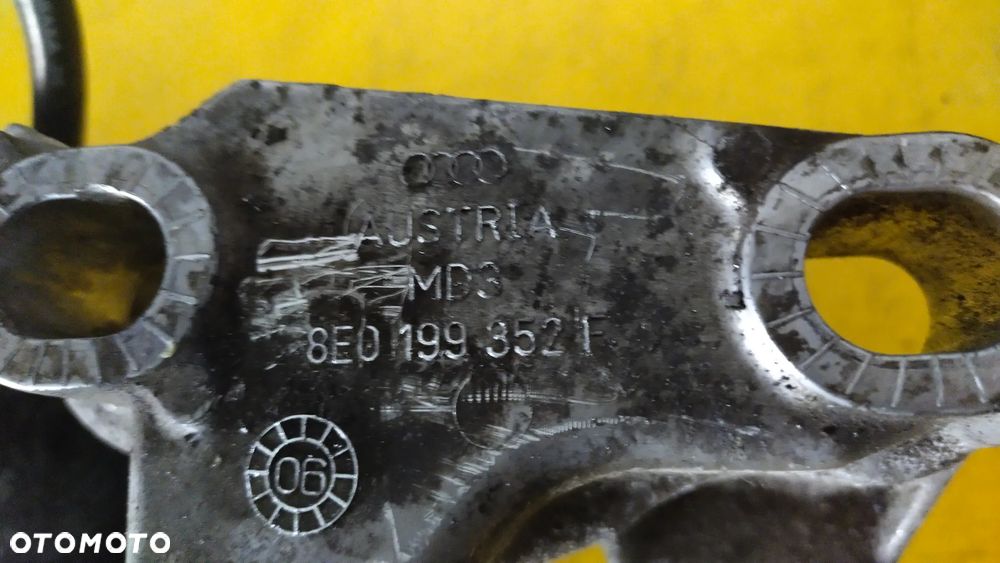 AUSTRIA
MD3
8E0 199 352 F
06
OTOMOTO